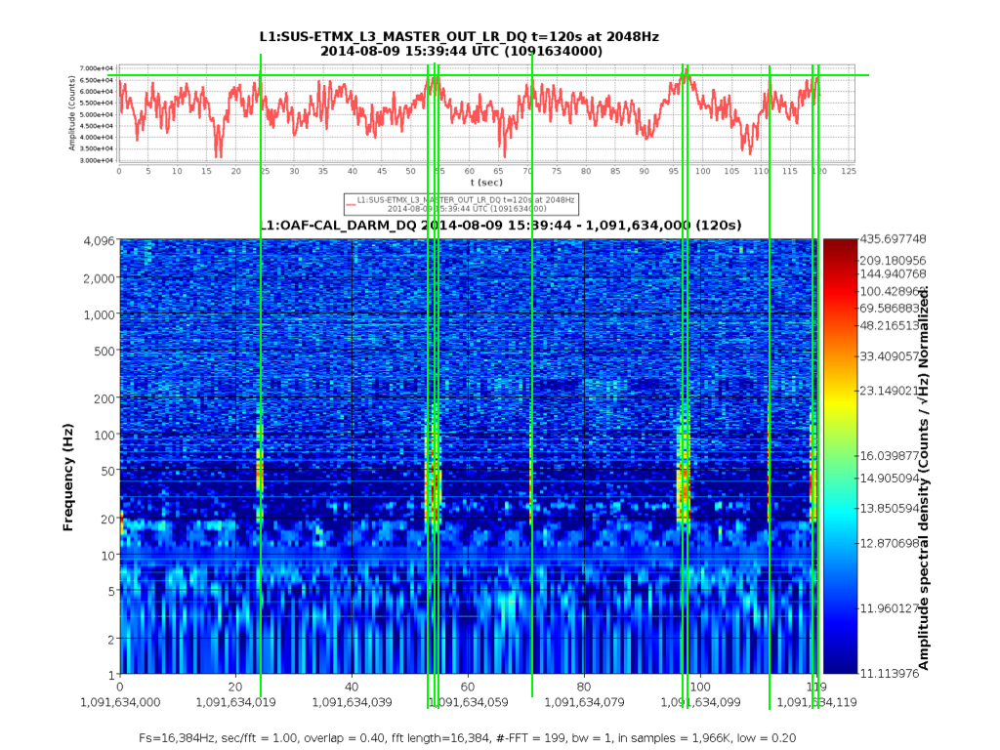 L1:SUS-ETMX_L3_MASTER_OUT_LR_DQ t=120s at 2048Hz
2014-08-09 15:39:44 UTC (1091634000)
Amplitude (Counts)
7.000e+04
6.500e+04
6.000e+04
5.500e+04
5.000e+04
4.500e+04
4.000e+04
3.500e+04
3.000e+04
0 5 10 15 20 25 30 35 40 45 50 55 60 65 70 75 80 85 90 95 100 105 110 115 120 125
t (sec)
L1:SUS-ETMX_L3_MASTER_OUT_LR_DQ t=120s at 2048Hz
2014-08-09 15:39:44 UTC (1091634000)
L1:OAF-CAL_DARM_DQ 2014-08-09 15:39:44 - 1,091,634,000 (120s)
Frequency (Hz)
4,096
2,000
1,000
500
200
100
50
20
10
5
2
1
0 20 40 60 80 100 119
1,091,634,000 1,091,634,019 1,091,634,039 1,091,634,059 1,091,634,079 1,091,634,099 1,091,634,119
435.697748
209.180956
144.940768
100.428968
69.586883
48.216513
33.409057
23.149021
16.039877
14.905094
13.850594
12.870698
11.960127
11.113976
Amplitude spectral density (Counts / √Hz) Normalized.
Fs=16,384Hz, sec/fft = 1.00, overlap = 0.40, fft length=16,384, #-FFT = 199, bw = 1, in samples = 1,966K, low = 0.20